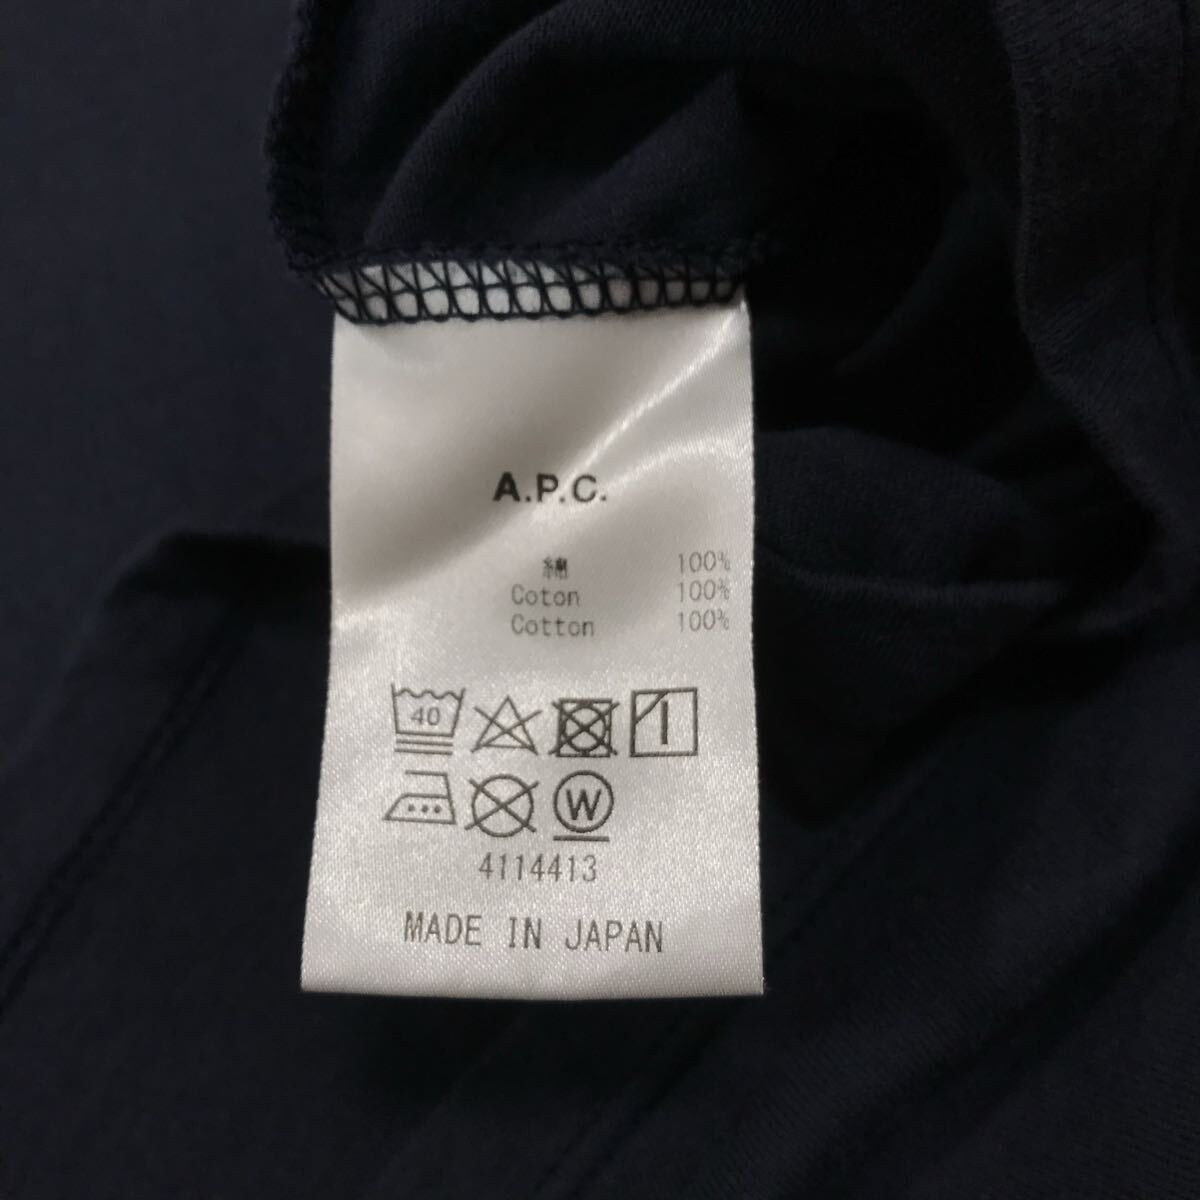 A.P.C.
綿 100%
Coton 100%
Cotton 100%
40
W
4114413
MADE IN JAPAN